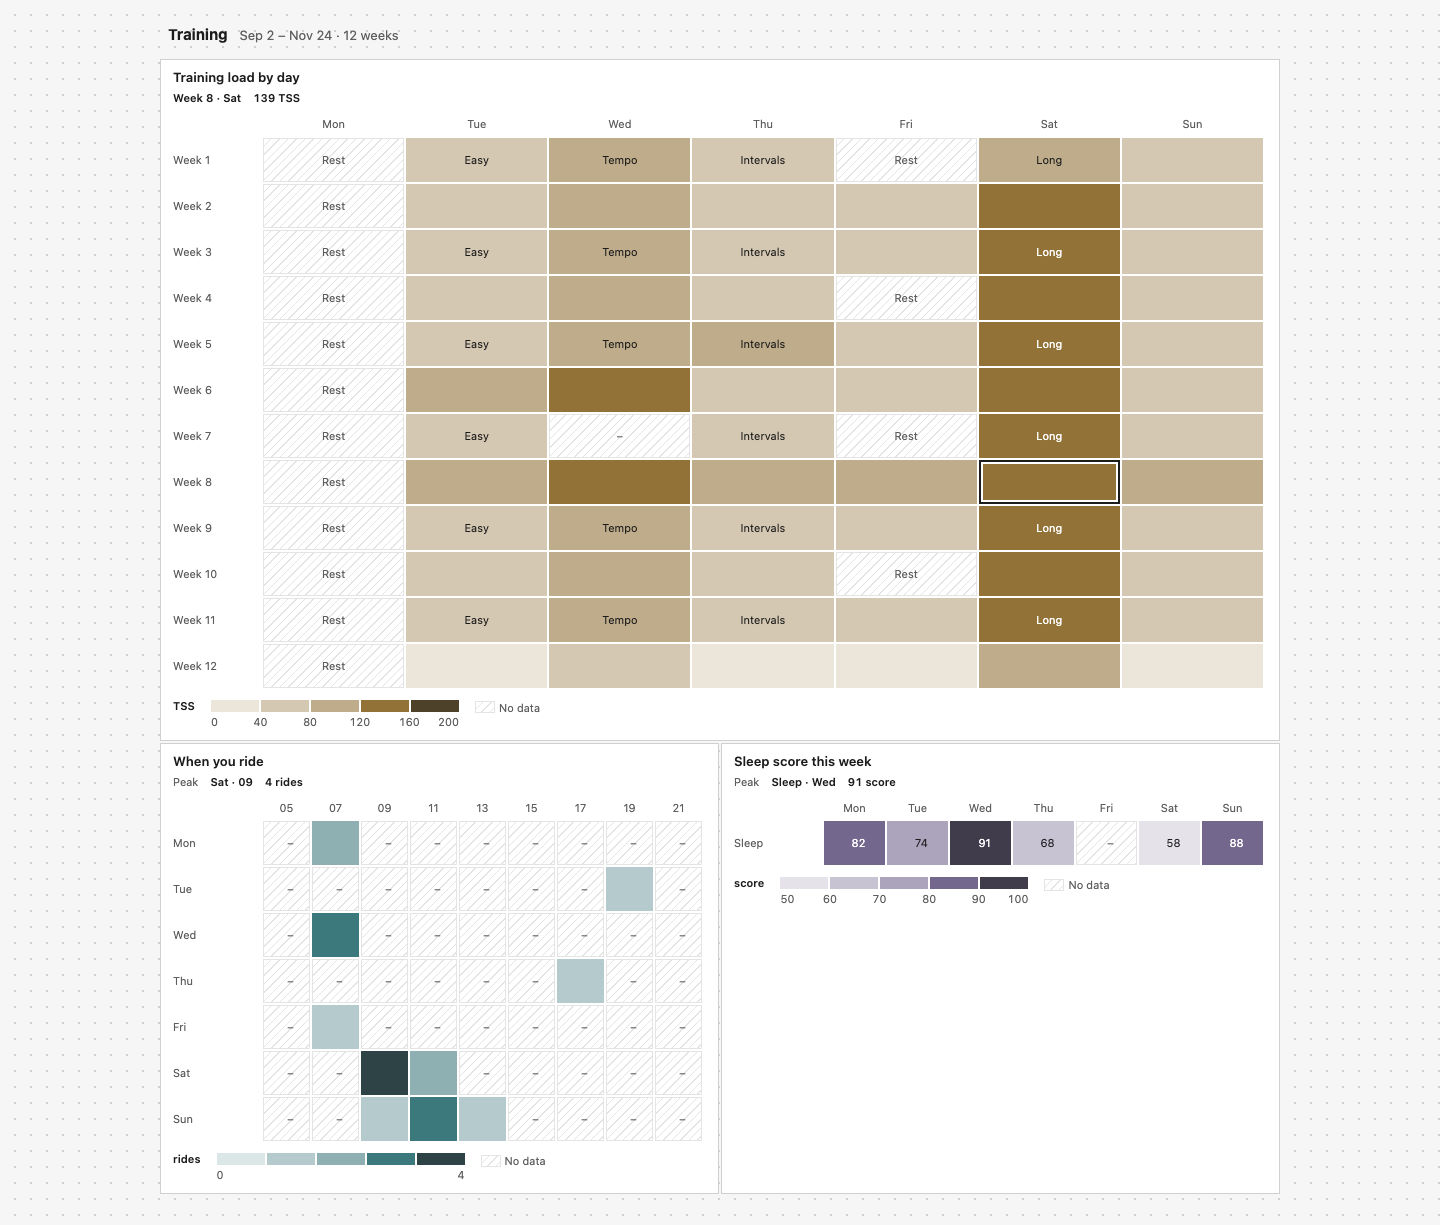 Training Sep 2 – Nov 24 · 12 weeks
Training load by day
Week 8 · Sat 139 TSS
Mon Tue Wed Thu Fri Sat Sun
Week 1 Rest Easy Tempo Intervals Rest Long
Week 2 Rest
Week 3 Rest Easy Tempo Intervals Long
Week 4 Rest Rest
Week 5 Rest Easy Tempo Intervals Long
Week 6 Rest
Week 7 Rest Easy – Intervals Rest Long
Week 8 Rest
Week 9 Rest Easy Tempo Intervals Long
Week 10 Rest Rest
Week 11 Rest Easy Tempo Intervals Long
Week 12 Rest
TSS No data
0 40 80 120 160 200
When you ride
Peak Sat · 09 4 rides
05 07 09 11 13 15 17 19 21
Mon – – – – – – – –
Tue – – – – – – – –
Wed – – – – – – – –
Thu – – – – – – – –
Fri – – – – – – – –
Sat – – – – – – –
Sun – – – – – –
rides No data
0 4
Sleep score this week
Peak Sleep · Wed 91 score
Mon Tue Wed Thu Fri Sat Sun
Sleep 82 74 91 68 – 58 88
score No data
50 60 70 80 90 100